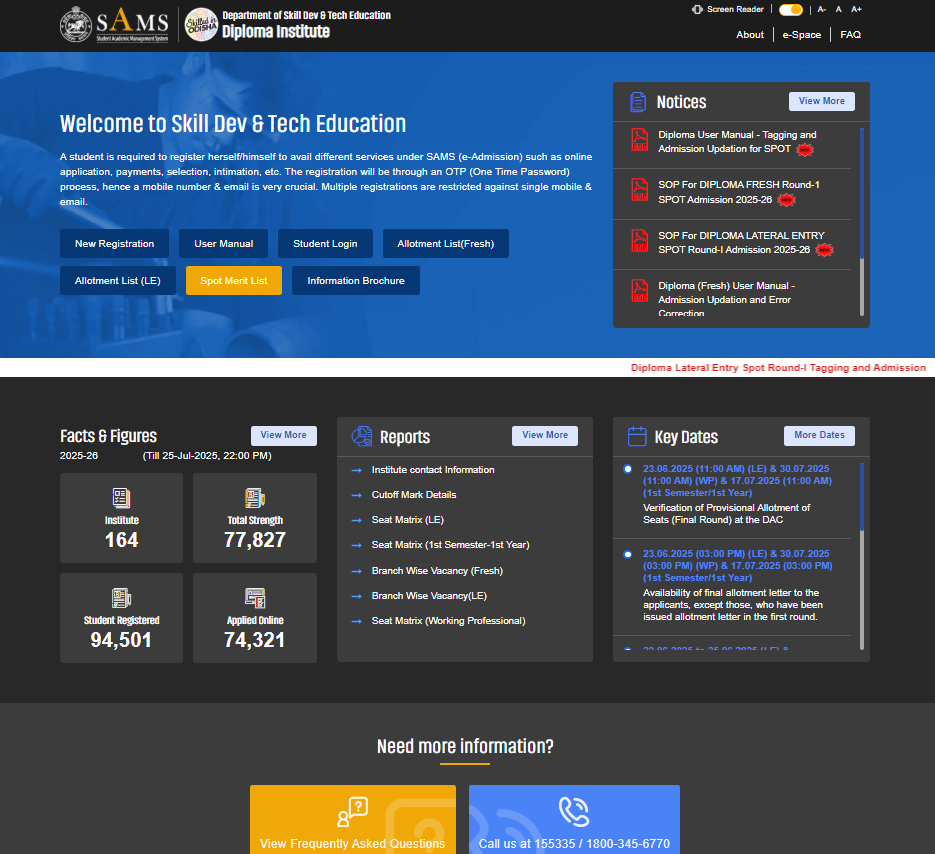 Screen Reader
A-
A
A+
SAMS
Student Academic Management System
Skilled in
ODISHA
Department of Skill Dev & Tech Education
Diploma Institute
About
e-Space
FAQ
Welcome to Skill Dev & Tech Education
A student is required to register herself/himself to avail different services under SAMS (e-Admission) such as online
application, payments, selection, intimation, etc. The registration will be through an OTP (One Time Password)
process, hence a mobile number & email is very crucial. Multiple registrations are restricted against single mobile &
email.
New Registration
User Manual
Student Login
Allotment List(Fresh)
Allotment List (LE)
Spot Merit List
Information Brochure
Notices
View More
Diploma User Manual - Tagging and
Admission Updation for SPOT
SOP For DIPLOMA FRESH Round-1
SPOT Admission 2025-26
SOP For DIPLOMA LATERAL ENTRY
SPOT Round-I Admission 2025-26
Diploma (Fresh) User Manual -
Admission Updation and Error
Correction
Diploma Lateral Entry Spot Round-I Tagging and Admission
Facts & Figures
View More
2025-26
(Till 25-Jul-2025, 22:00 PM)
Institute
164
Total Strength
77,827
Student Registered
94,501
Applied Online
74,321
Reports
View More
Institute contact Information
Cutoff Mark Details
Seat Matrix (LE)
Seat Matrix (1st Semester-1st Year)
Branch Wise Vacancy (Fresh)
Branch Wise Vacancy(LE)
Seat Matrix (Working Professional)
Key Dates
More Dates
23.06.2025 (11:00 AM) (LE) & 30.07.2025
(11:00 AM) (WP) & 17.07.2025 (11:00 AM)
(1st Semester/1st Year)
Verification of Provisional Allotment of
Seats (Final Round) at the DAC
23.06.2025 (03:00 PM) (LE) & 30.07.2025
(03:00 PM) (WP) & 17.07.2025 (03:00 PM)
(1st Semester/1st Year)
Availability of final allotment letter to the
applicants, except those, who have been
issued allotment letter in the first round.
Need more information?
View Frequently Asked Questions
Call us at 155335 / 1800-345-6770